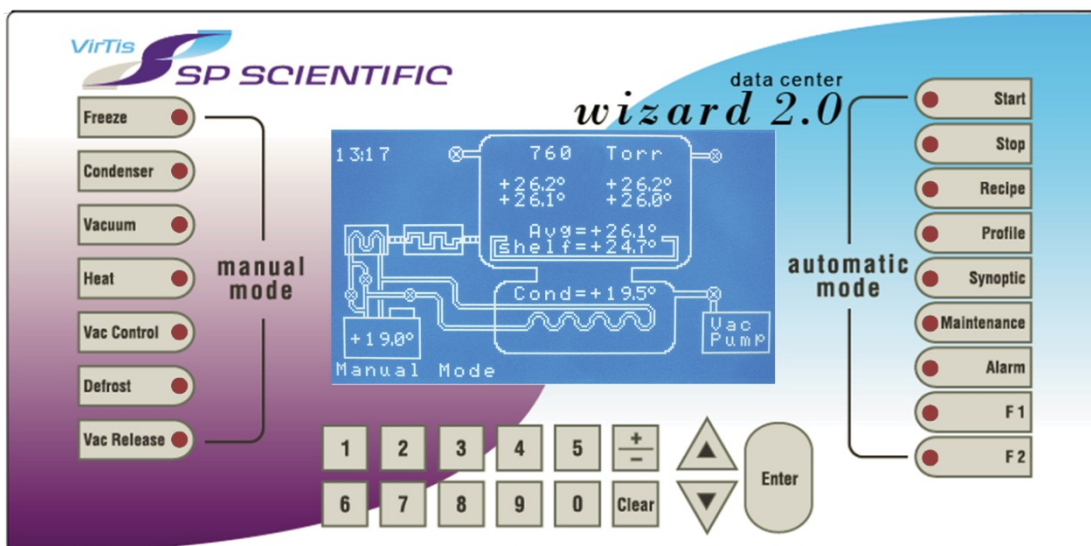 VirTis
SP SCIENTIFIC
data center
wizard 2.0
Freeze
Condenser
Vacuum
Heat
Vac Control
Defrost
Vac Release
manual
mode
13:17
760 Torr
+26.2° +26.2°
+26.1° +26.0°
Avg=+26.1°
shelf=+24.7°
Cond=+19.5°
+19.0°
Vac
Pump
Manual Mode
automatic
mode
Start
Stop
Recipe
Profile
Synoptic
Maintenance
Alarm
F 1
F 2
1 2 3 4 5 + −
6 7 8 9 0 Clear
Enter